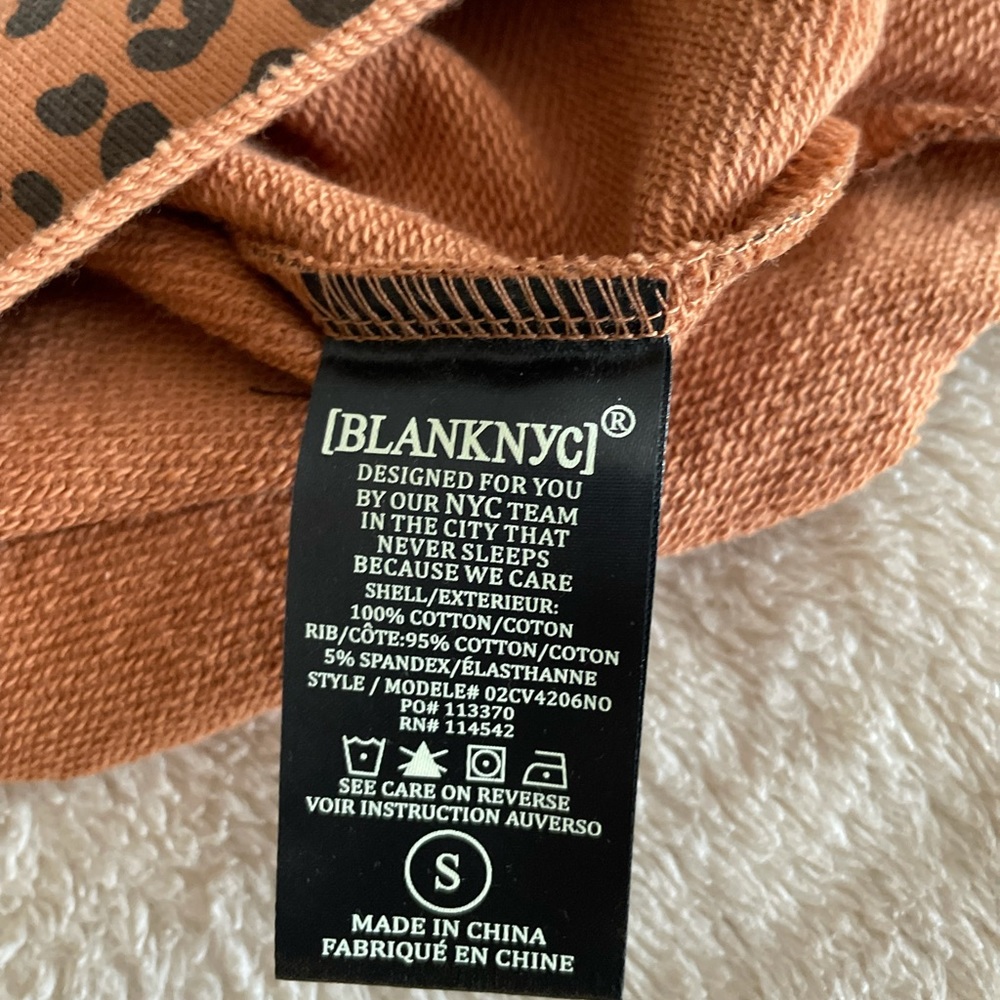 [BLANKNYC]®
DESIGNED FOR YOU
BY OUR NYC TEAM
IN THE CITY THAT
NEVER SLEEPS
BECAUSE WE CARE
SHELL/EXTERIEUR:
100% COTTON/COTON
RIB/CÔTE:95% COTTON/COTON
5% SPANDEX/ÉLASTHANNE
STYLE / MODELE# 02CV4206NO
PO# 113370
RN# 114542
SEE CARE ON REVERSE
VOIR INSTRUCTION AUVERSO
S
MADE IN CHINA
FABRIQUÉ EN CHINE